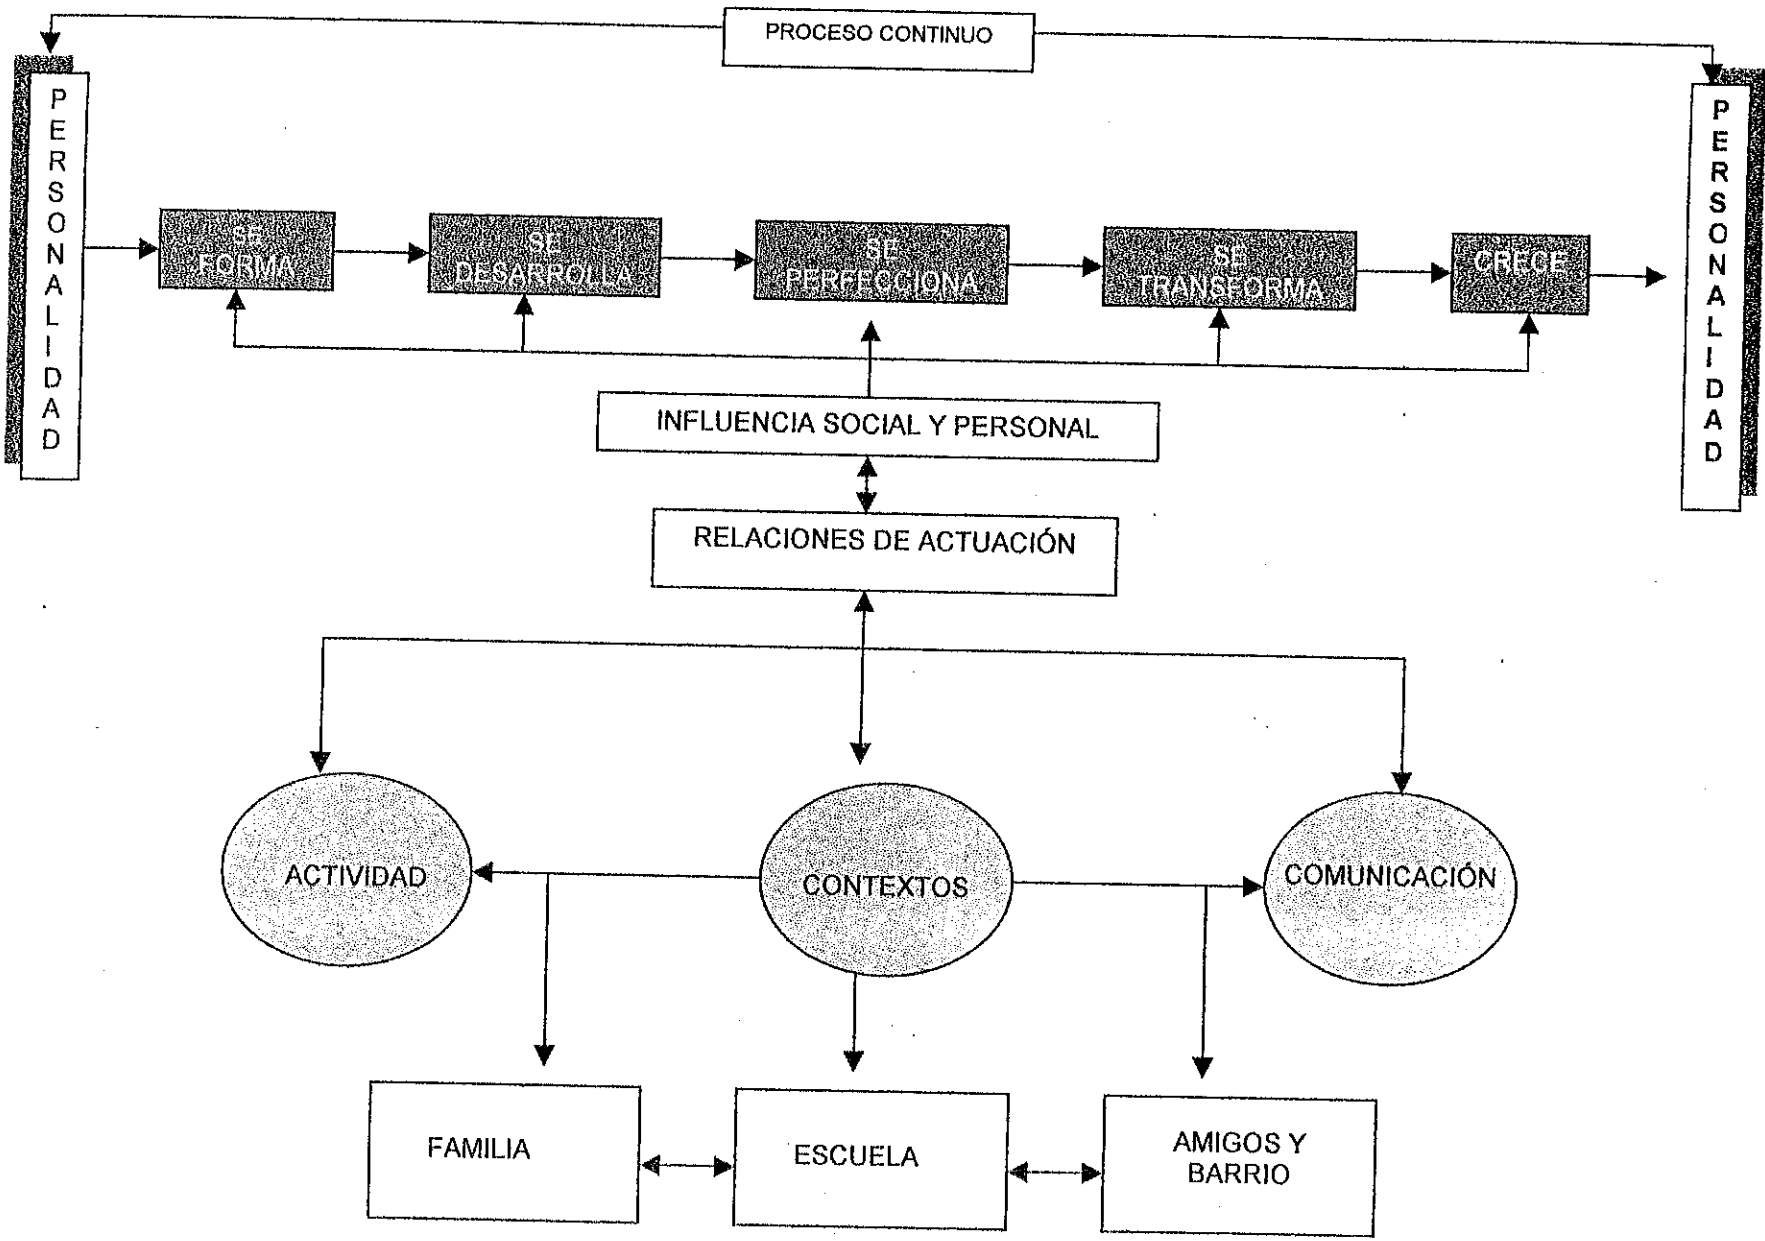 PROCESO CONTINUO
PERSONALIDAD
PERSONALIDAD
SE
FORMA
SE
DESARROLLA
SE
PERFECCIONA
SE
TRANSFORMA
CRECE
INFLUENCIA SOCIAL Y PERSONAL
RELACIONES DE ACTUACIÓN
ACTIVIDAD
CONTEXTOS
COMUNICACIÓN
FAMILIA
ESCUELA
AMIGOS Y
BARRIO